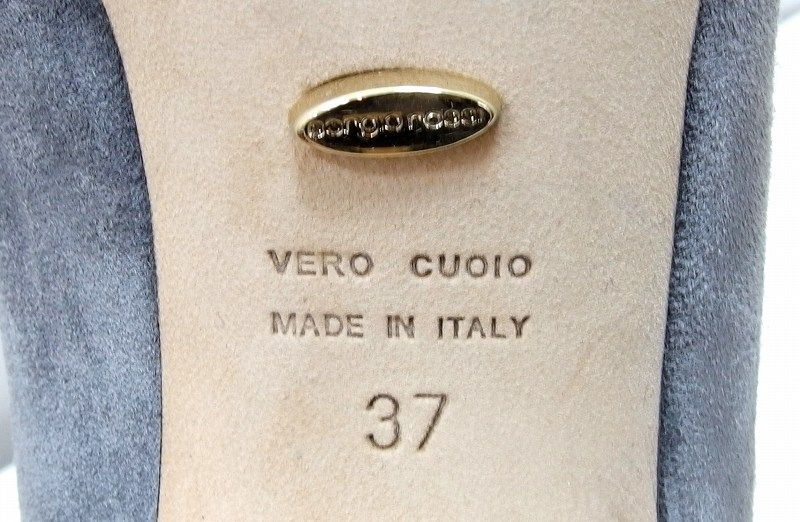 sergio rossi
VERO CUOIO
MADE IN ITALY
37